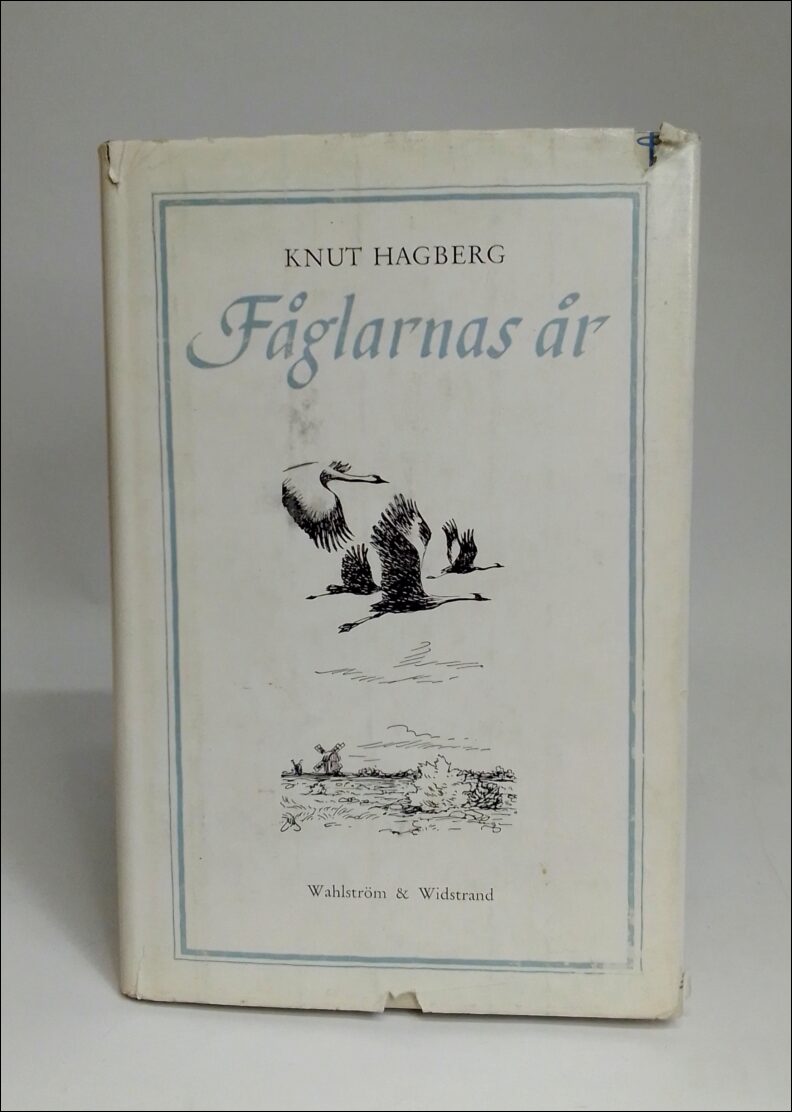 KNUT HAGBERG
Fåglarnas år
Wahlström & Widstrand